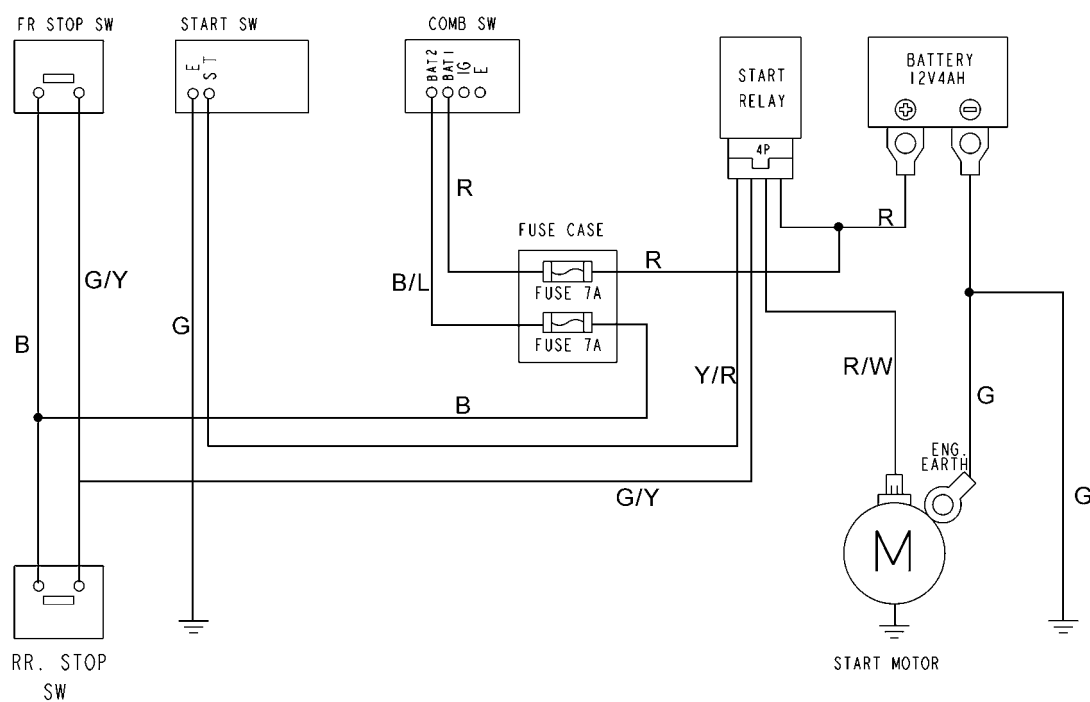 FR STOP SW
START SW
COMB SW
E
ST
BAT2
BAT1
IG
E
START
RELAY
4P
BATTERY
12V4AH
+
-
R
R
FUSE CASE
R
FUSE 7A
FUSE 7A
G/Y
B/L
B
G
Y/R
R/W
G
B
G/Y
ENG.
EARTH
G
M
RR. STOP
SW
START MOTOR